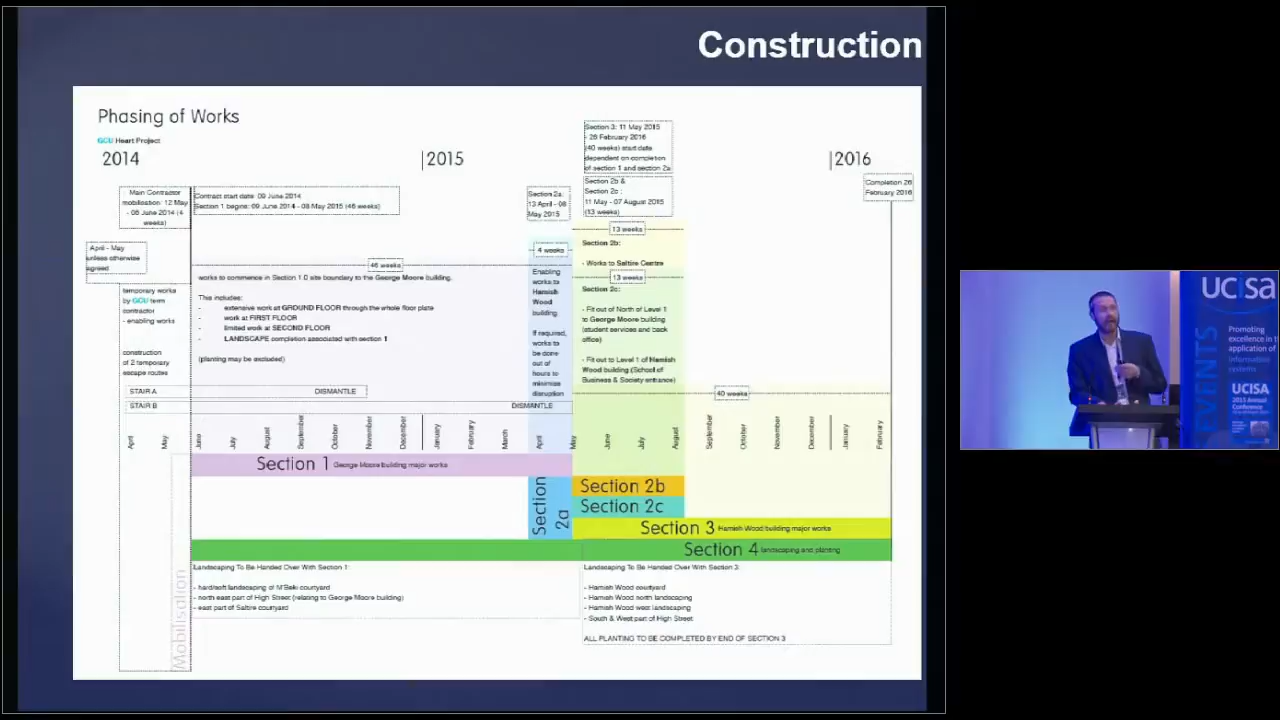 Construction
Phasing of Works
GCU Heart Project
2014
2015
2016
Main Contractor
mobilisation: 12 May
- 06 June 2014 (4
weeks)
Contract start date: 09 June 2014
Section 1 begins: 09 June 2014 - 08 May 2015 (46 weeks)
Section 2a:
13 April - 08
May 2015
Section 3: 11 May 2015
- 26 February 2016
(40 weeks) start date
dependent on completion
of section 1 and section 2a
Section 2b &
Section 2c :
11 May - 07 August 2015
(13 weeks)
Completion 26
February 2016
April - May
unless otherwise
agreed
temporary works
by GCU term
contractor
- enabling works
construction
of 2 temporary
escape routes
46 weeks
works to commence in Section 1.0 site boundary to the George Moore building.
This includes:
- extensive work at GROUND FLOOR through the whole floor plate
- work at FIRST FLOOR
- limited work at SECOND FLOOR
- LANDSCAPE completion associated with section 1
(planting may be excluded)
4 weeks
Enabling
works to
Hamish
Wood
building.
If required,
works to
be done
out of
hours to
minimise
disruption
13 weeks
Section 2b:
- Works to Saltire Centre
13 weeks
Section 2c:
- Fit out of North of Level 1
to George Moore building
(student services and back
office)
- Fit out to Level 1 of Hamish
Wood building (School of
Business & Society entrance)
40 weeks
STAIR A DISMANTLE
STAIR B DISMANTLE
April May June July August September October November December January February March April May June July August September October November December January February
Section 1 George Moore building major works
Section 2a
Section 2b
Section 2c
Section 3 Hamish Wood building major works
Section 4 landscaping and planting
Mobilisation
Landscaping To Be Handed Over With Section 1:
- hard/soft landscaping of M'Beki courtyard
- north east part of High Street (relating to George Moore building)
- east part of Saltire courtyard
Landscaping To Be Handed Over With Section 3:
- Hamish Wood courtyard
- Hamish Wood north landscaping
- Hamish Wood west landscaping
- South & West part of High Street
ALL PLANTING TO BE COMPLETED BY END OF SECTION 3
ucisa
EVENTS
Promoting
excellence in
application of
information
systems
UCISA
2015 Annual
Conference